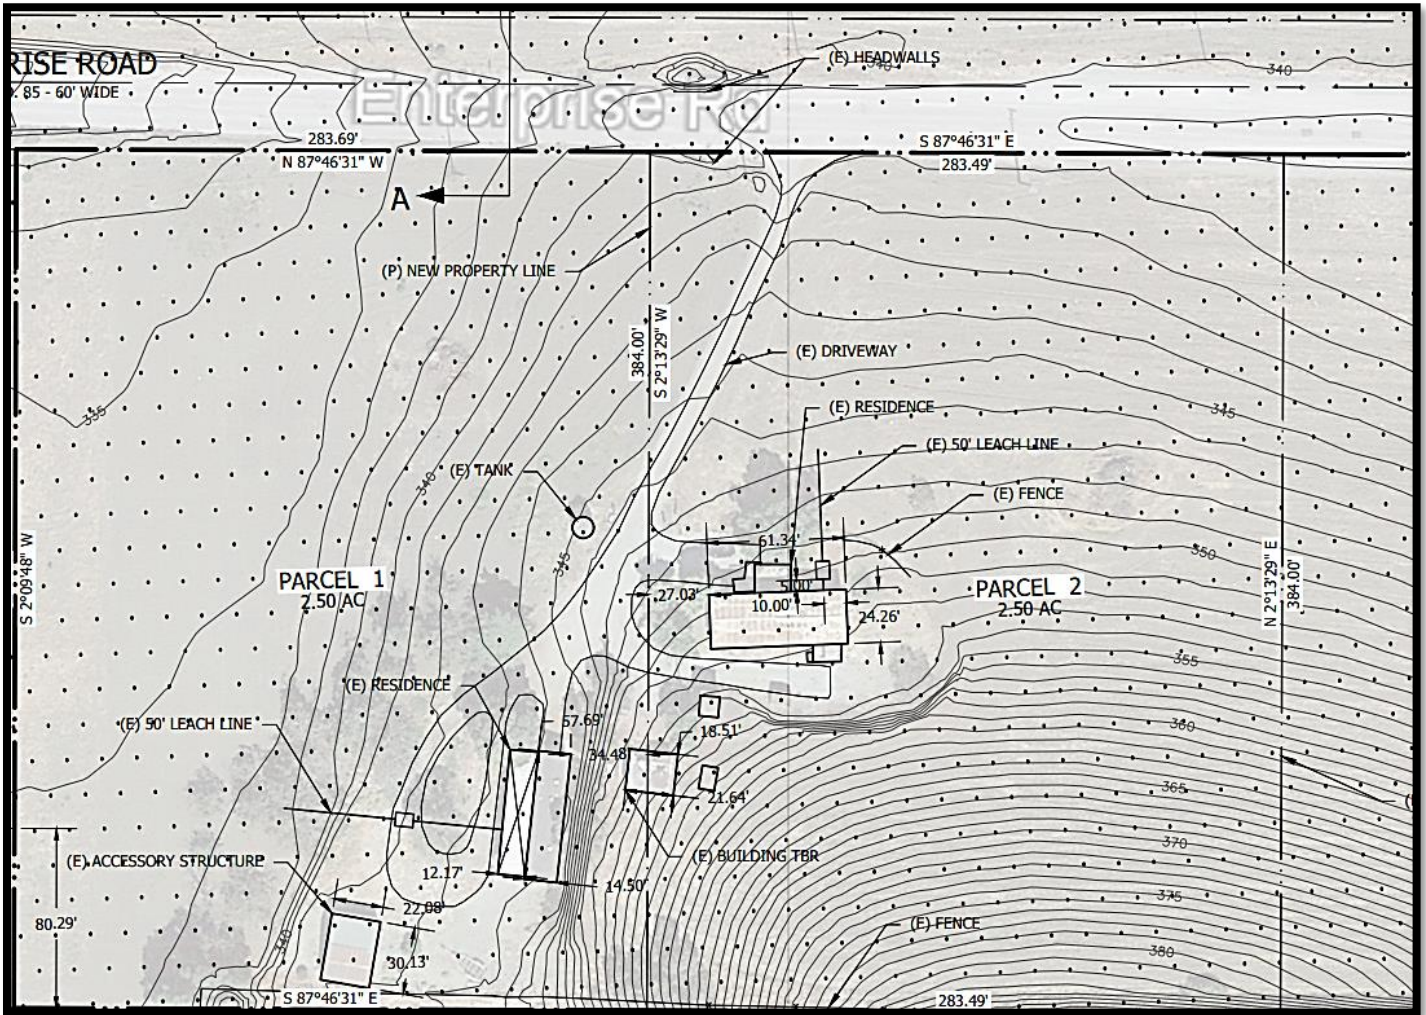 (E) HEADWALLS
340
340
RISE ROAD
85 - 60' WIDE
Enterprise Rd
283.69'
N 87°46'31" W
S 87°46'31" E
283.49'
A
(P) NEW PROPERTY LINE
384.00'
S 2°13'29" W
(E) DRIVEWAY
335
(E) RESIDENCE
345
(E) 50' LEACH LINE
(E) TANK
340
(E) FENCE
61.34'
345
350
S 2°09'48" W
PARCEL 1
2.50 AC
27.03'
5.00'
10.00'
24.26'
PARCEL 2
2.50 AC
N 2°13'29" E
384.00'
355
(E) RESIDENCE
(E) 50' LEACH LINE
57.69'
34.48'
18.51'
360
21.64'
365
(E) ACCESSORY STRUCTURE
12.17'
14.50'
(E) BUILDING TBR
370
22.08'
375
80.29'
340
30.13'
(E) FENCE
380
S 87°46'31" E
283.49'